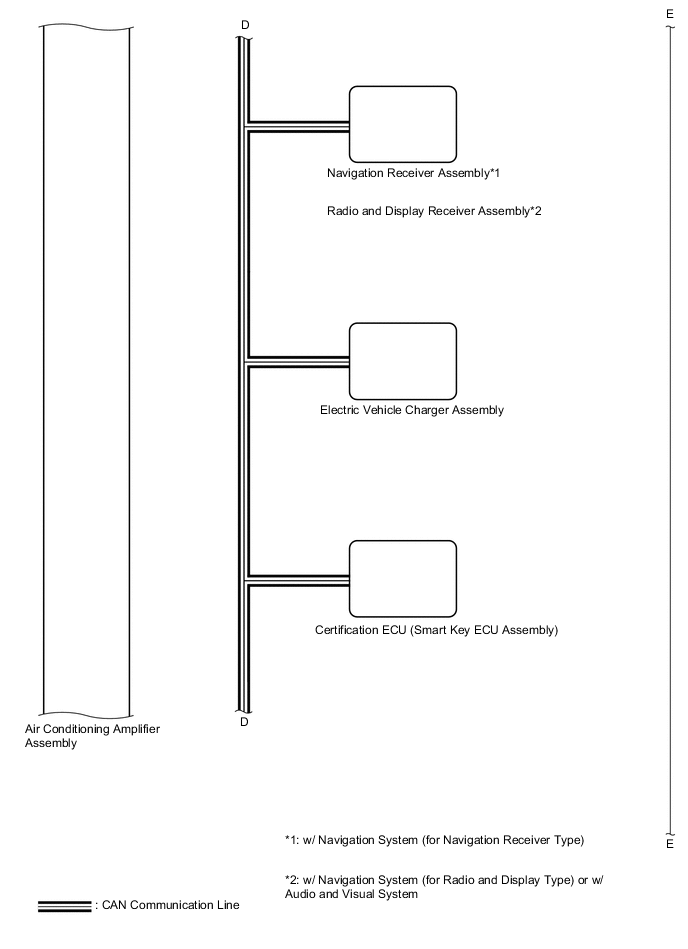 D
E
Navigation Receiver Assembly*1
Radio and Display Receiver Assembly*2
Electric Vehicle Charger Assembly
Certification ECU (Smart Key ECU Assembly)
D
Air Conditioning Amplifier
Assembly
E
*1: w/ Navigation System (for Navigation Receiver Type)
*2: w/ Navigation System (for Radio and Display Type) or w/
Audio and Visual System
: CAN Communication Line